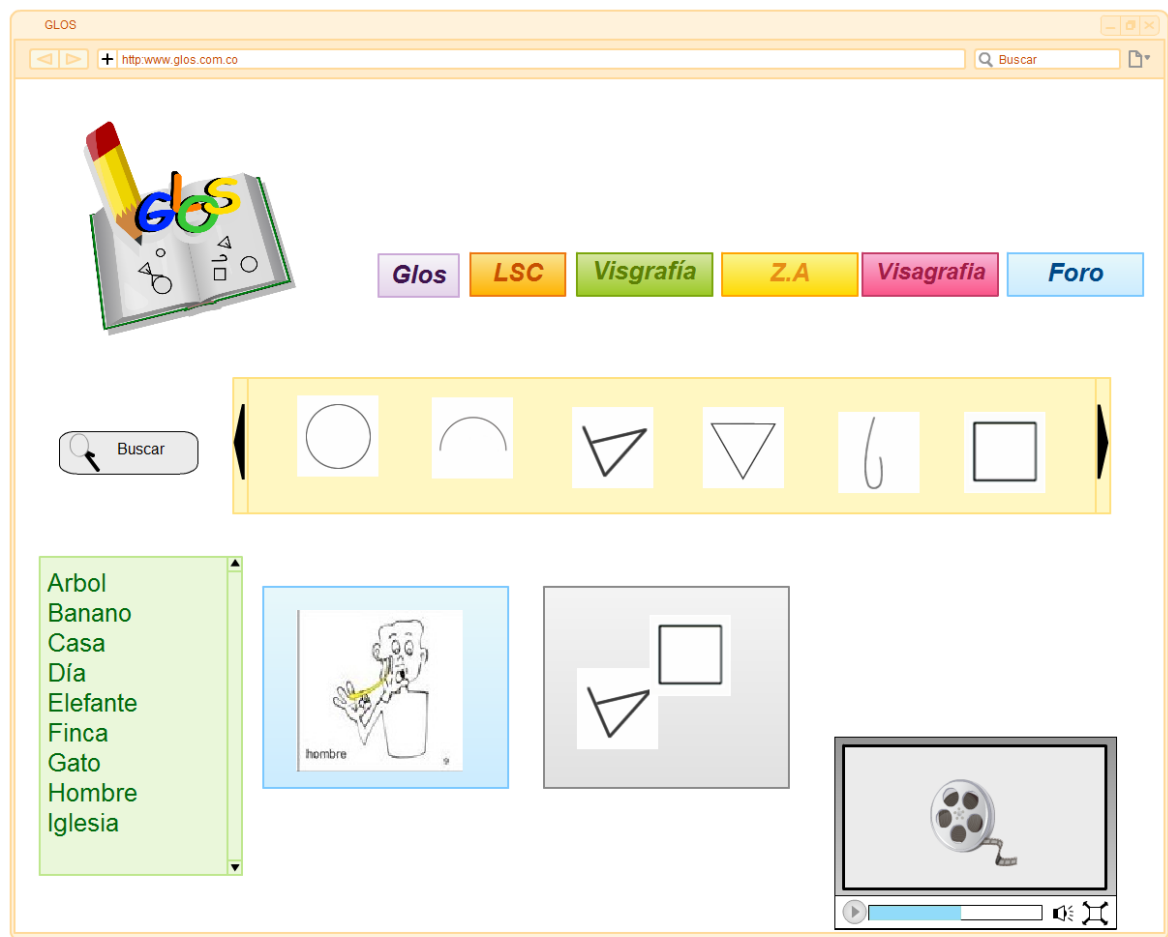 GLOS
http:www.glos.com.co
Buscar
Glos
Glos
LSC
Visgrafía
Z.A
Visagrafia
Foro
Buscar
Arbol
Banano
Casa
Día
Elefante
Finca
Gato
Hombre
Iglesia
hombre